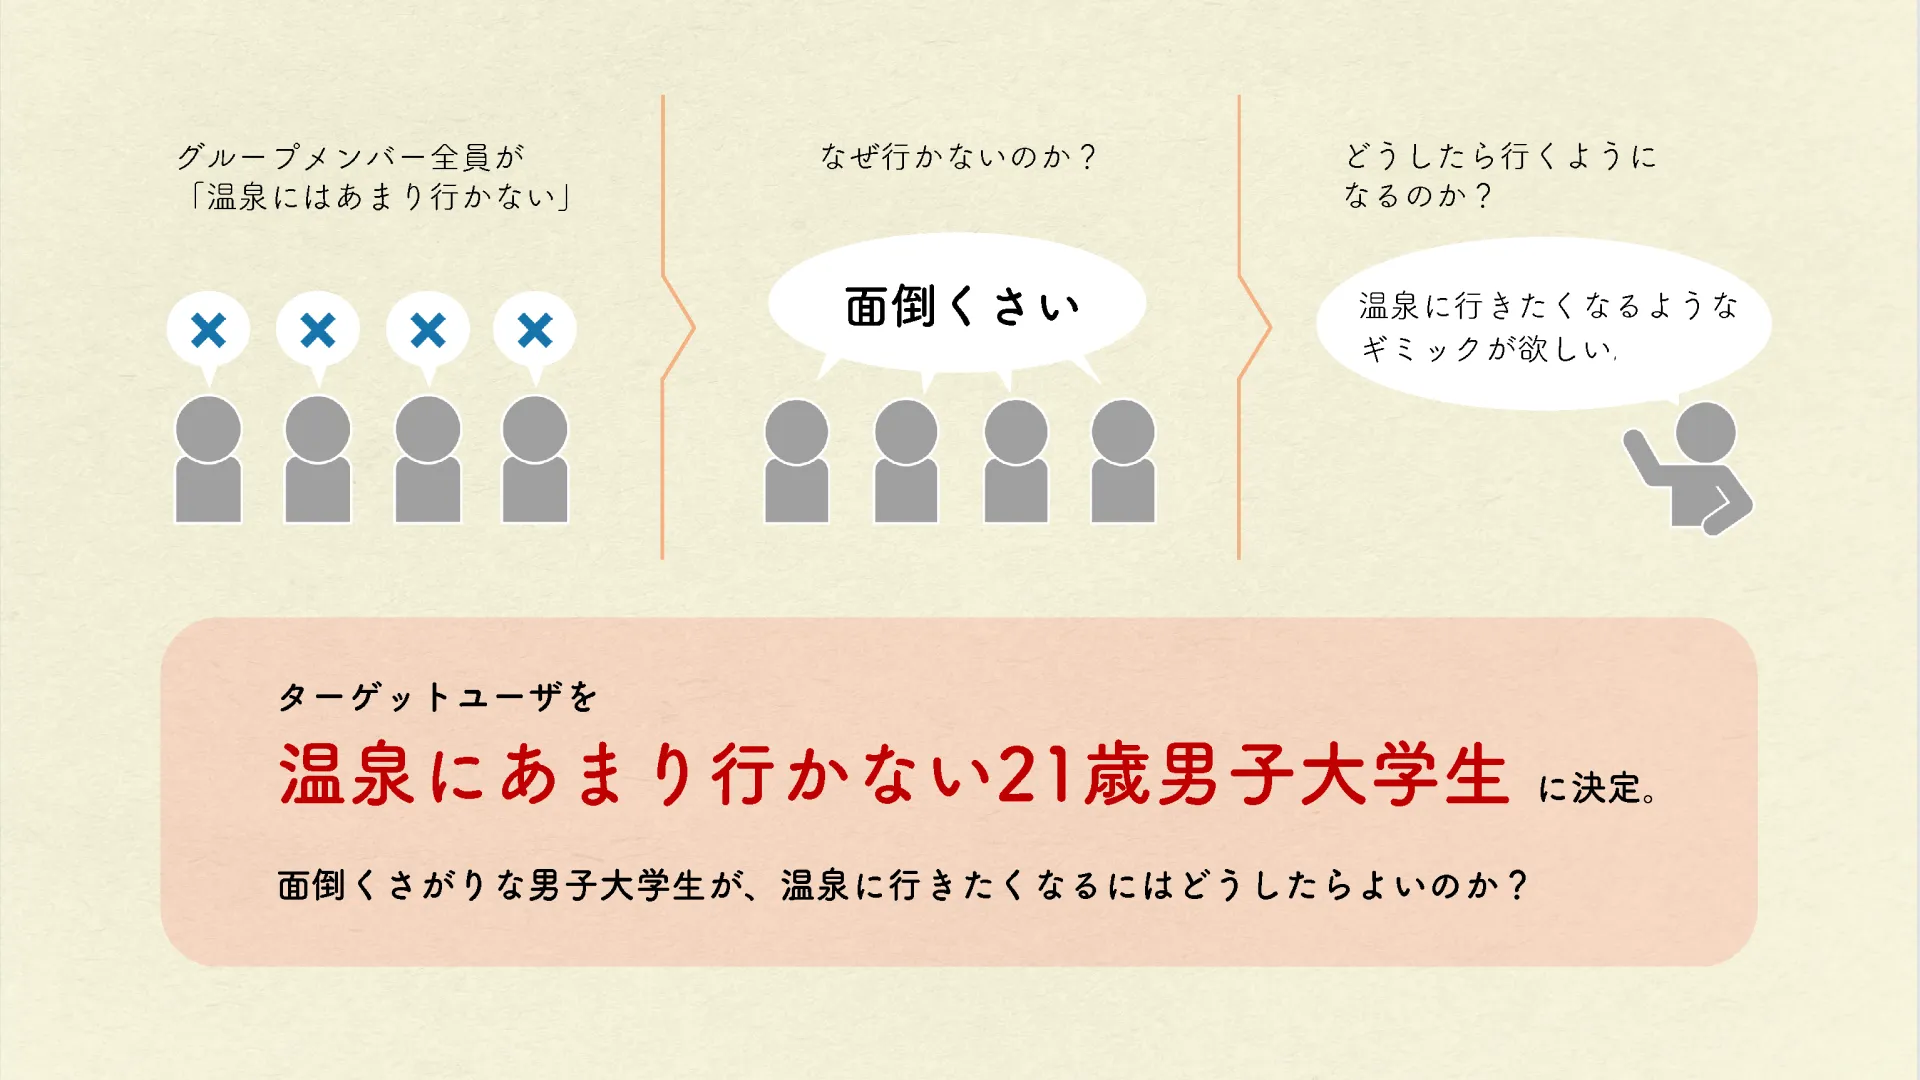 グループメンバー全員が
「温泉にはあまり行かない」
なぜ行かないのか？
面倒くさい
どうしたら行くように
なるのか？
温泉に行きたくなるような
ギミックが欲しい.
ターゲットユーザを
温泉にあまり行かない21歳男子大学生 に決定。
面倒くさがりな男子大学生が、温泉に行きたくなるにはどうしたらよいのか？